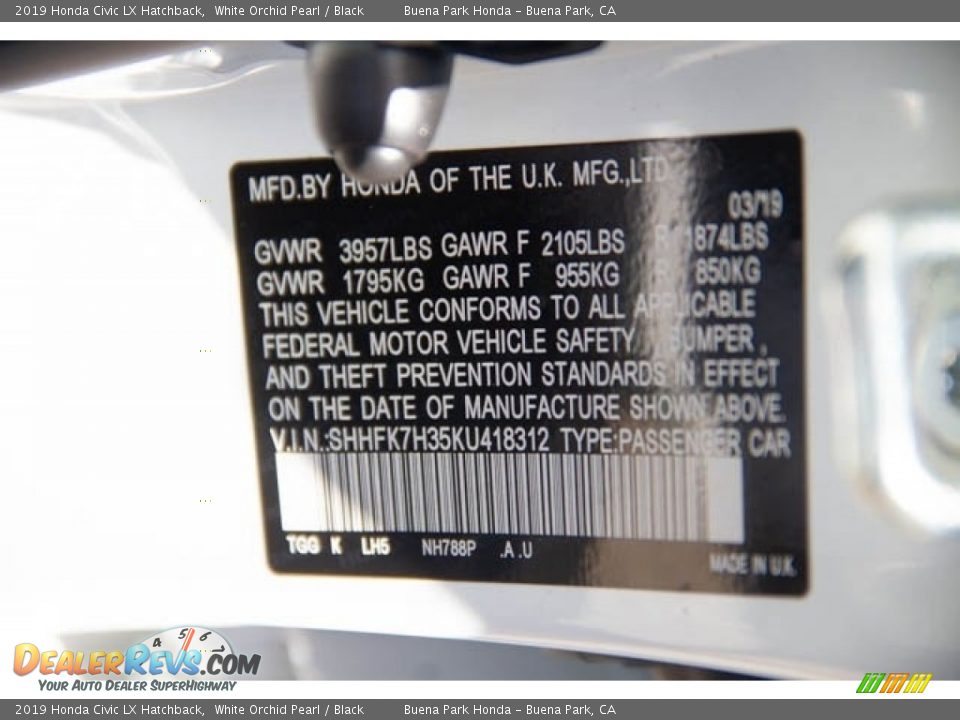 2019 Honda Civic LX Hatchback, White Orchid Pearl / Black Buena Park Honda – Buena Park, CA
MFD.BY HONDA OF THE U.K. MFG.,LTD
03/19
GVWR 3957LBS GAWR F 2105LBS R 1874LBS
GVWR 1795KG GAWR F 955KG R 850KG
THIS VEHICLE CONFORMS TO ALL APPLICABLE
FEDERAL MOTOR VEHICLE SAFETY, BUMPER ,
AND THEFT PREVENTION STANDARDS IN EFFECT
ON THE DATE OF MANUFACTURE SHOWN ABOVE.
V.I.N.:SHHFK7H35KU418312 TYPE:PASSENGER CAR
TGG K LH5 NH788P .A .U
MADE IN U.K.
4 5 6
DEALERREVS.COM
YOUR AUTO DEALER SUPERHIGHWAY
2019 Honda Civic LX Hatchback, White Orchid Pearl / Black Buena Park Honda – Buena Park, CA